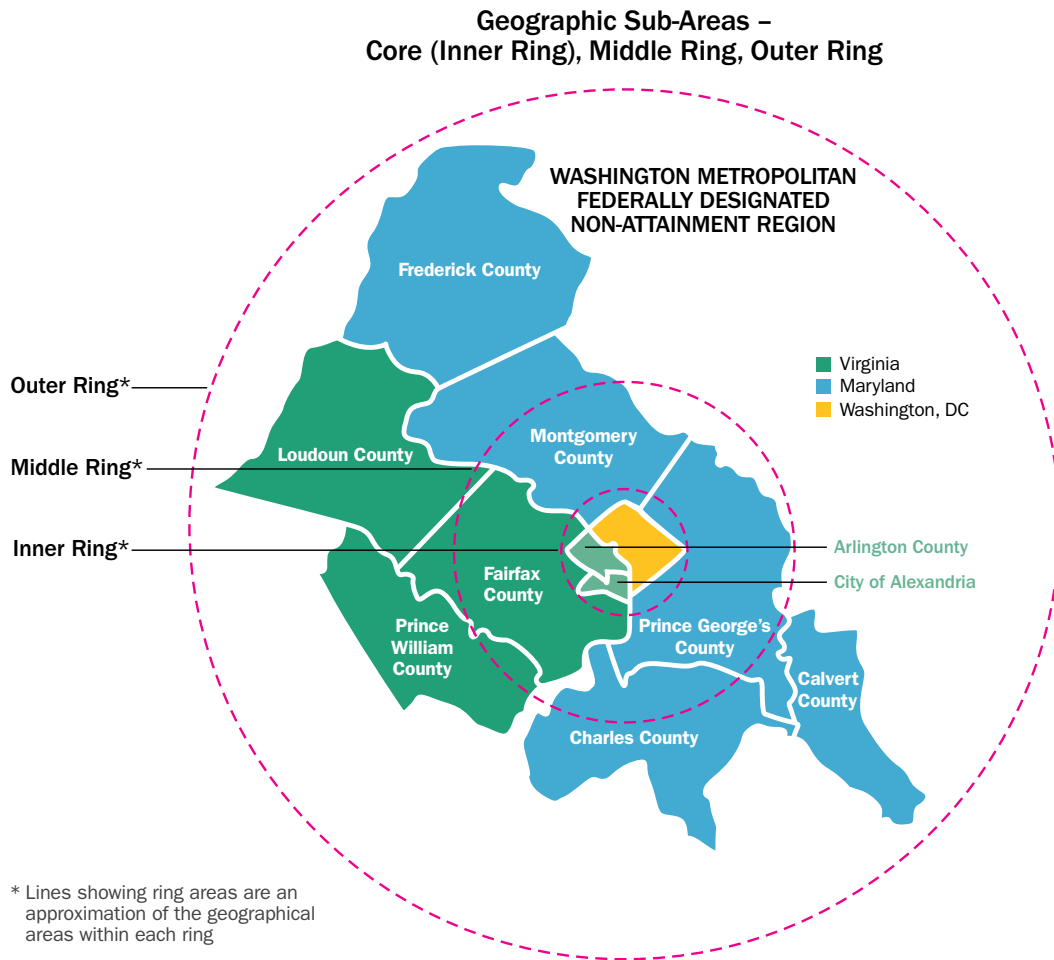 Geographic Sub-Areas –
Core (Inner Ring), Middle Ring, Outer Ring
WASHINGTON METROPOLITAN
FEDERALLY DESIGNATED
NON-ATTAINMENT REGION
Frederick County
Virginia
Maryland
Washington, DC
Outer Ring*
Montgomery
County
Loudoun County
Middle Ring*
Inner Ring*
Arlington County
City of Alexandria
Fairfax
County
Prince
William
County
Prince George’s
County
Calvert
County
Charles County
* Lines showing ring areas are an
approximation of the geographical
areas within each ring